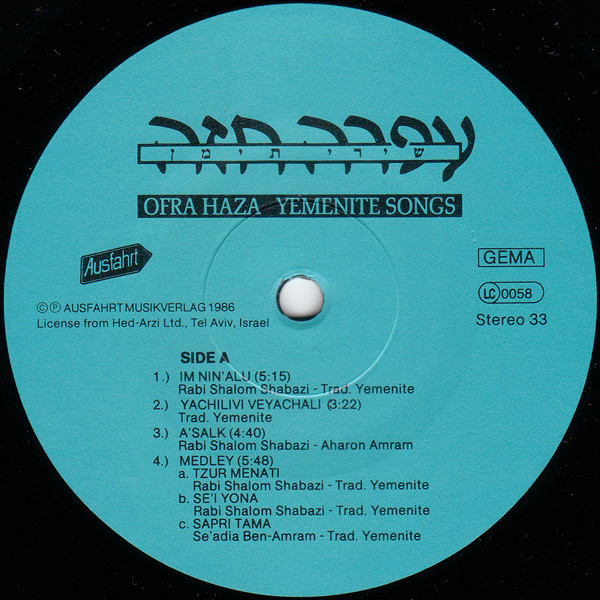 עפרה חזה
שירי תימן
OFRA HAZA YEMENITE SONGS
Ausfahrt
GEMA
Ⓒ Ⓟ AUSFAHRT MUSIKVERLAG 1986
LC 0058
License from Hed-Arzi Ltd., Tel Aviv, Israel
Stereo 33
SIDE A
1.) IM NIN'ALU (5:15)
Rabi Shalom Shabazi - Trad. Yemenite
2.) YACHILIVI VEYACHALI (3:22)
Trad. Yemenite
3.) A'SALK (4:40)
Rabi Shalom Shabazi - Aharon Amram
4.) MEDLEY (5:48)
a. TZUR MENATI
Rabi Shalom Shabazi - Trad. Yemenite
b. SE'I YONA
Rabi Shalom Shabazi - Trad. Yemenite
c. SAPRI TAMA
Se'adia Ben-Amram - Trad. Yemenite